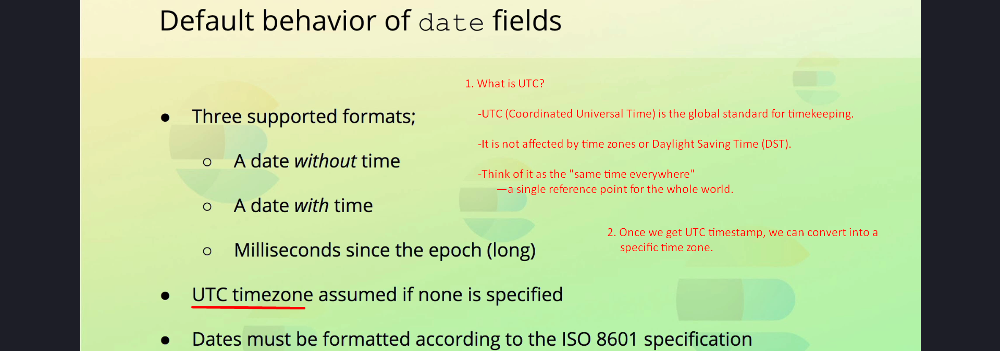 Default behavior of date fields
● Three supported formats;
○ A date without time
○ A date with time
○ Milliseconds since the epoch (long)
● UTC timezone assumed if none is specified
● Dates must be formatted according to the ISO 8601 specification
1. What is UTC?
-UTC (Coordinated Universal Time) is the global standard for timekeeping.
-It is not affected by time zones or Daylight Saving Time (DST).
-Think of it as the "same time everywhere"
—a single reference point for the whole world.
2. Once we get UTC timestamp, we can convert into a
specific time zone.